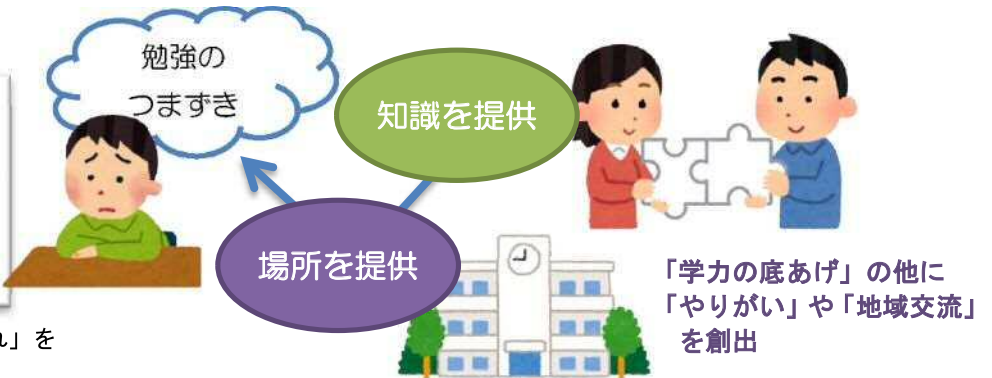 勉強の
つまずき
知識を提供
場所を提供
「学力の底あげ」の他に
「やりがい」や「地域交流」
を創出
」を